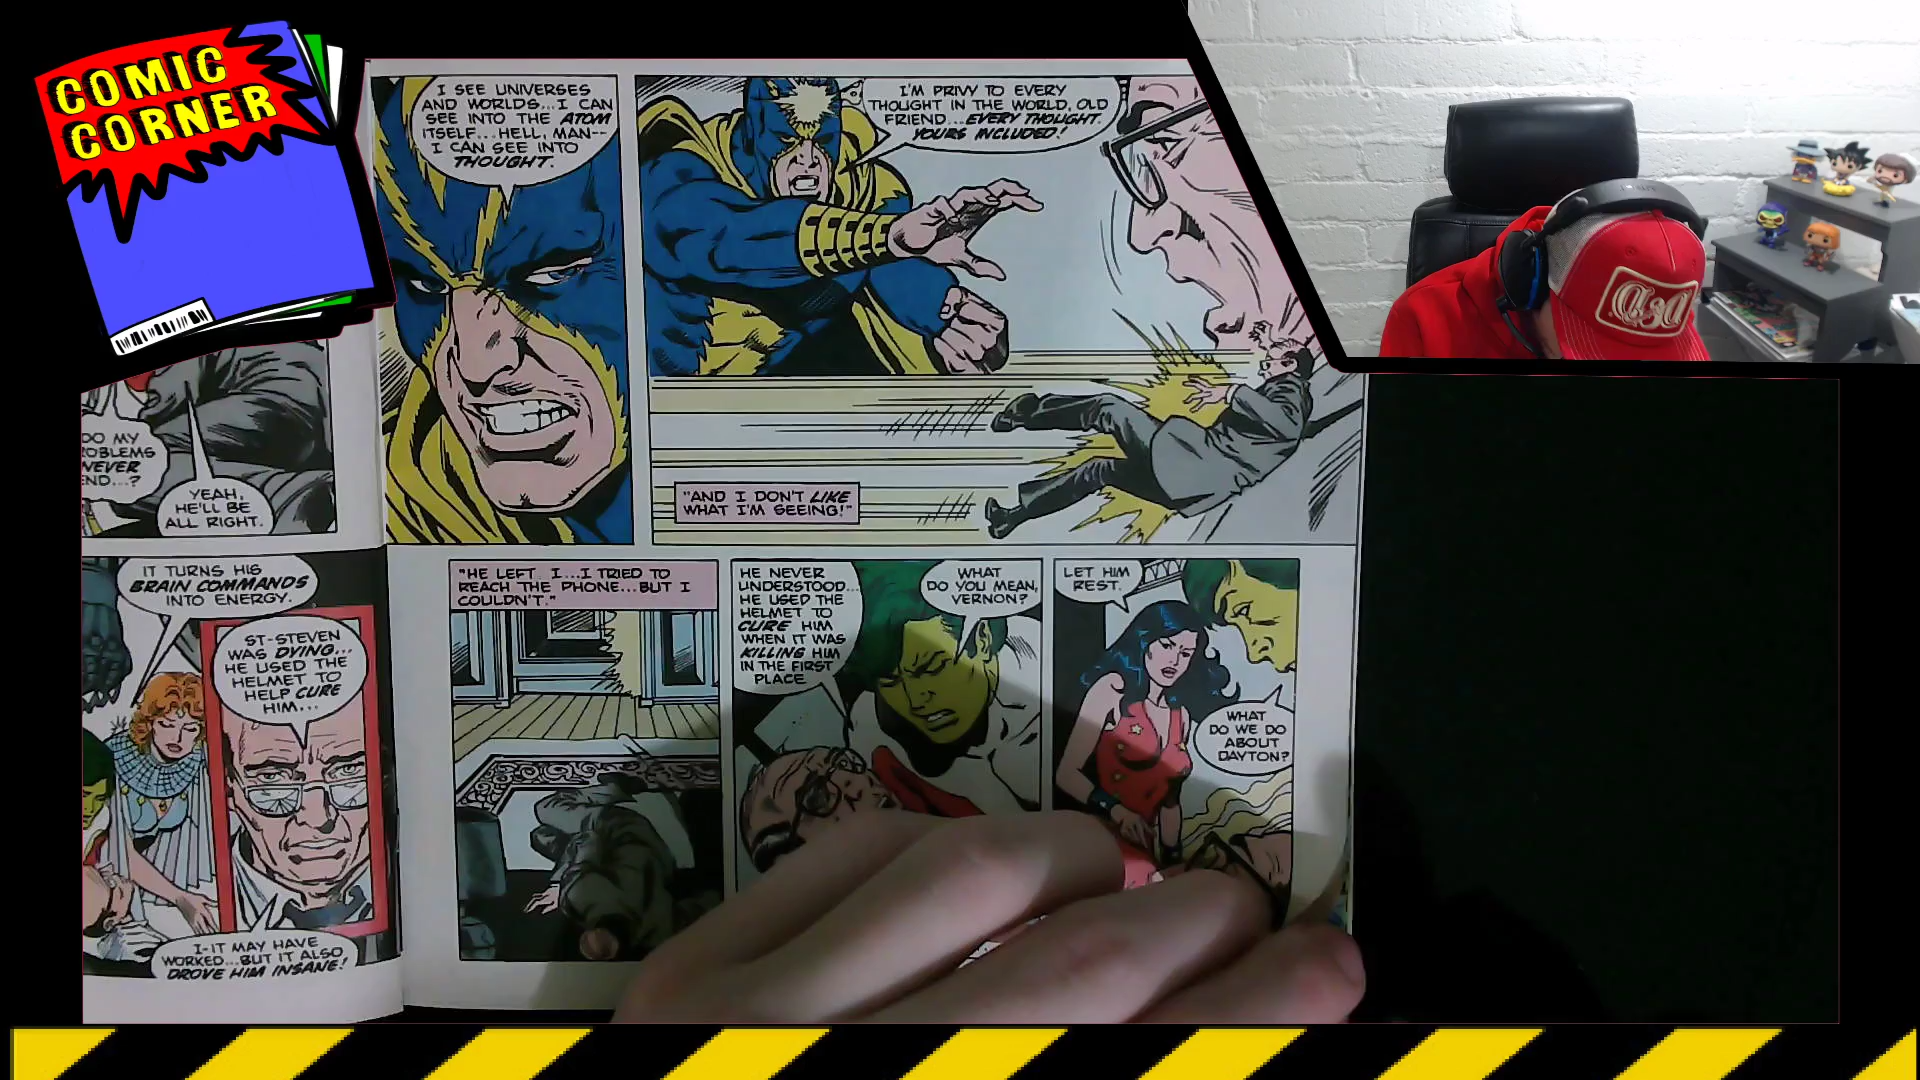 COMIC
CORNER
I SEE UNIVERSES
AND WORLDS...I CAN
SEE INTO THE ATOM
ITSELF...HELL, MAN--
I CAN SEE INTO
THOUGHT.
I'M PRIVY TO EVERY
THOUGHT IN THE WORLD, OLD
FRIEND...EVERY THOUGHT.
YOURS INCLUDED!
"AND I DON'T LIKE
WHAT I'M SEEING!"
DO MY
NEVER
YEAH,
HE'LL BE
ALL RIGHT.
IT TURNS HIS
BRAIN COMMANDS
INTO ENERGY.
ST-STEVEN
WAS DYING...
HE USED THE
HELMET TO
HELP CURE
HIM...
I-IT MAY HAVE
WORKED...BUT IT ALSO
DROVE HIM INSANE!
"HE LEFT. I...I TRIED TO
REACH THE PHONE...BUT I
COULDN'T."
HE NEVER
UNDERSTOOD...
HE USED THE
HELMET TO
CURE HIM
WHEN IT WAS
KILLING HIM
IN THE FIRST
PLACE
WHAT
DO YOU MEAN,
VERNON?
LET HIM
REST.
WHAT
DO WE DO
ABOUT
DAYTON?